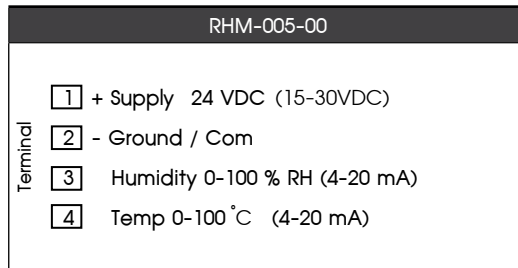 RHM-005-00
Terminal
1 + Supply 24 VDC (15-30VDC)
2 - Ground / Com
3 Humidity 0-100 % RH (4-20 mA)
4 Temp 0-100 °C (4-20 mA)